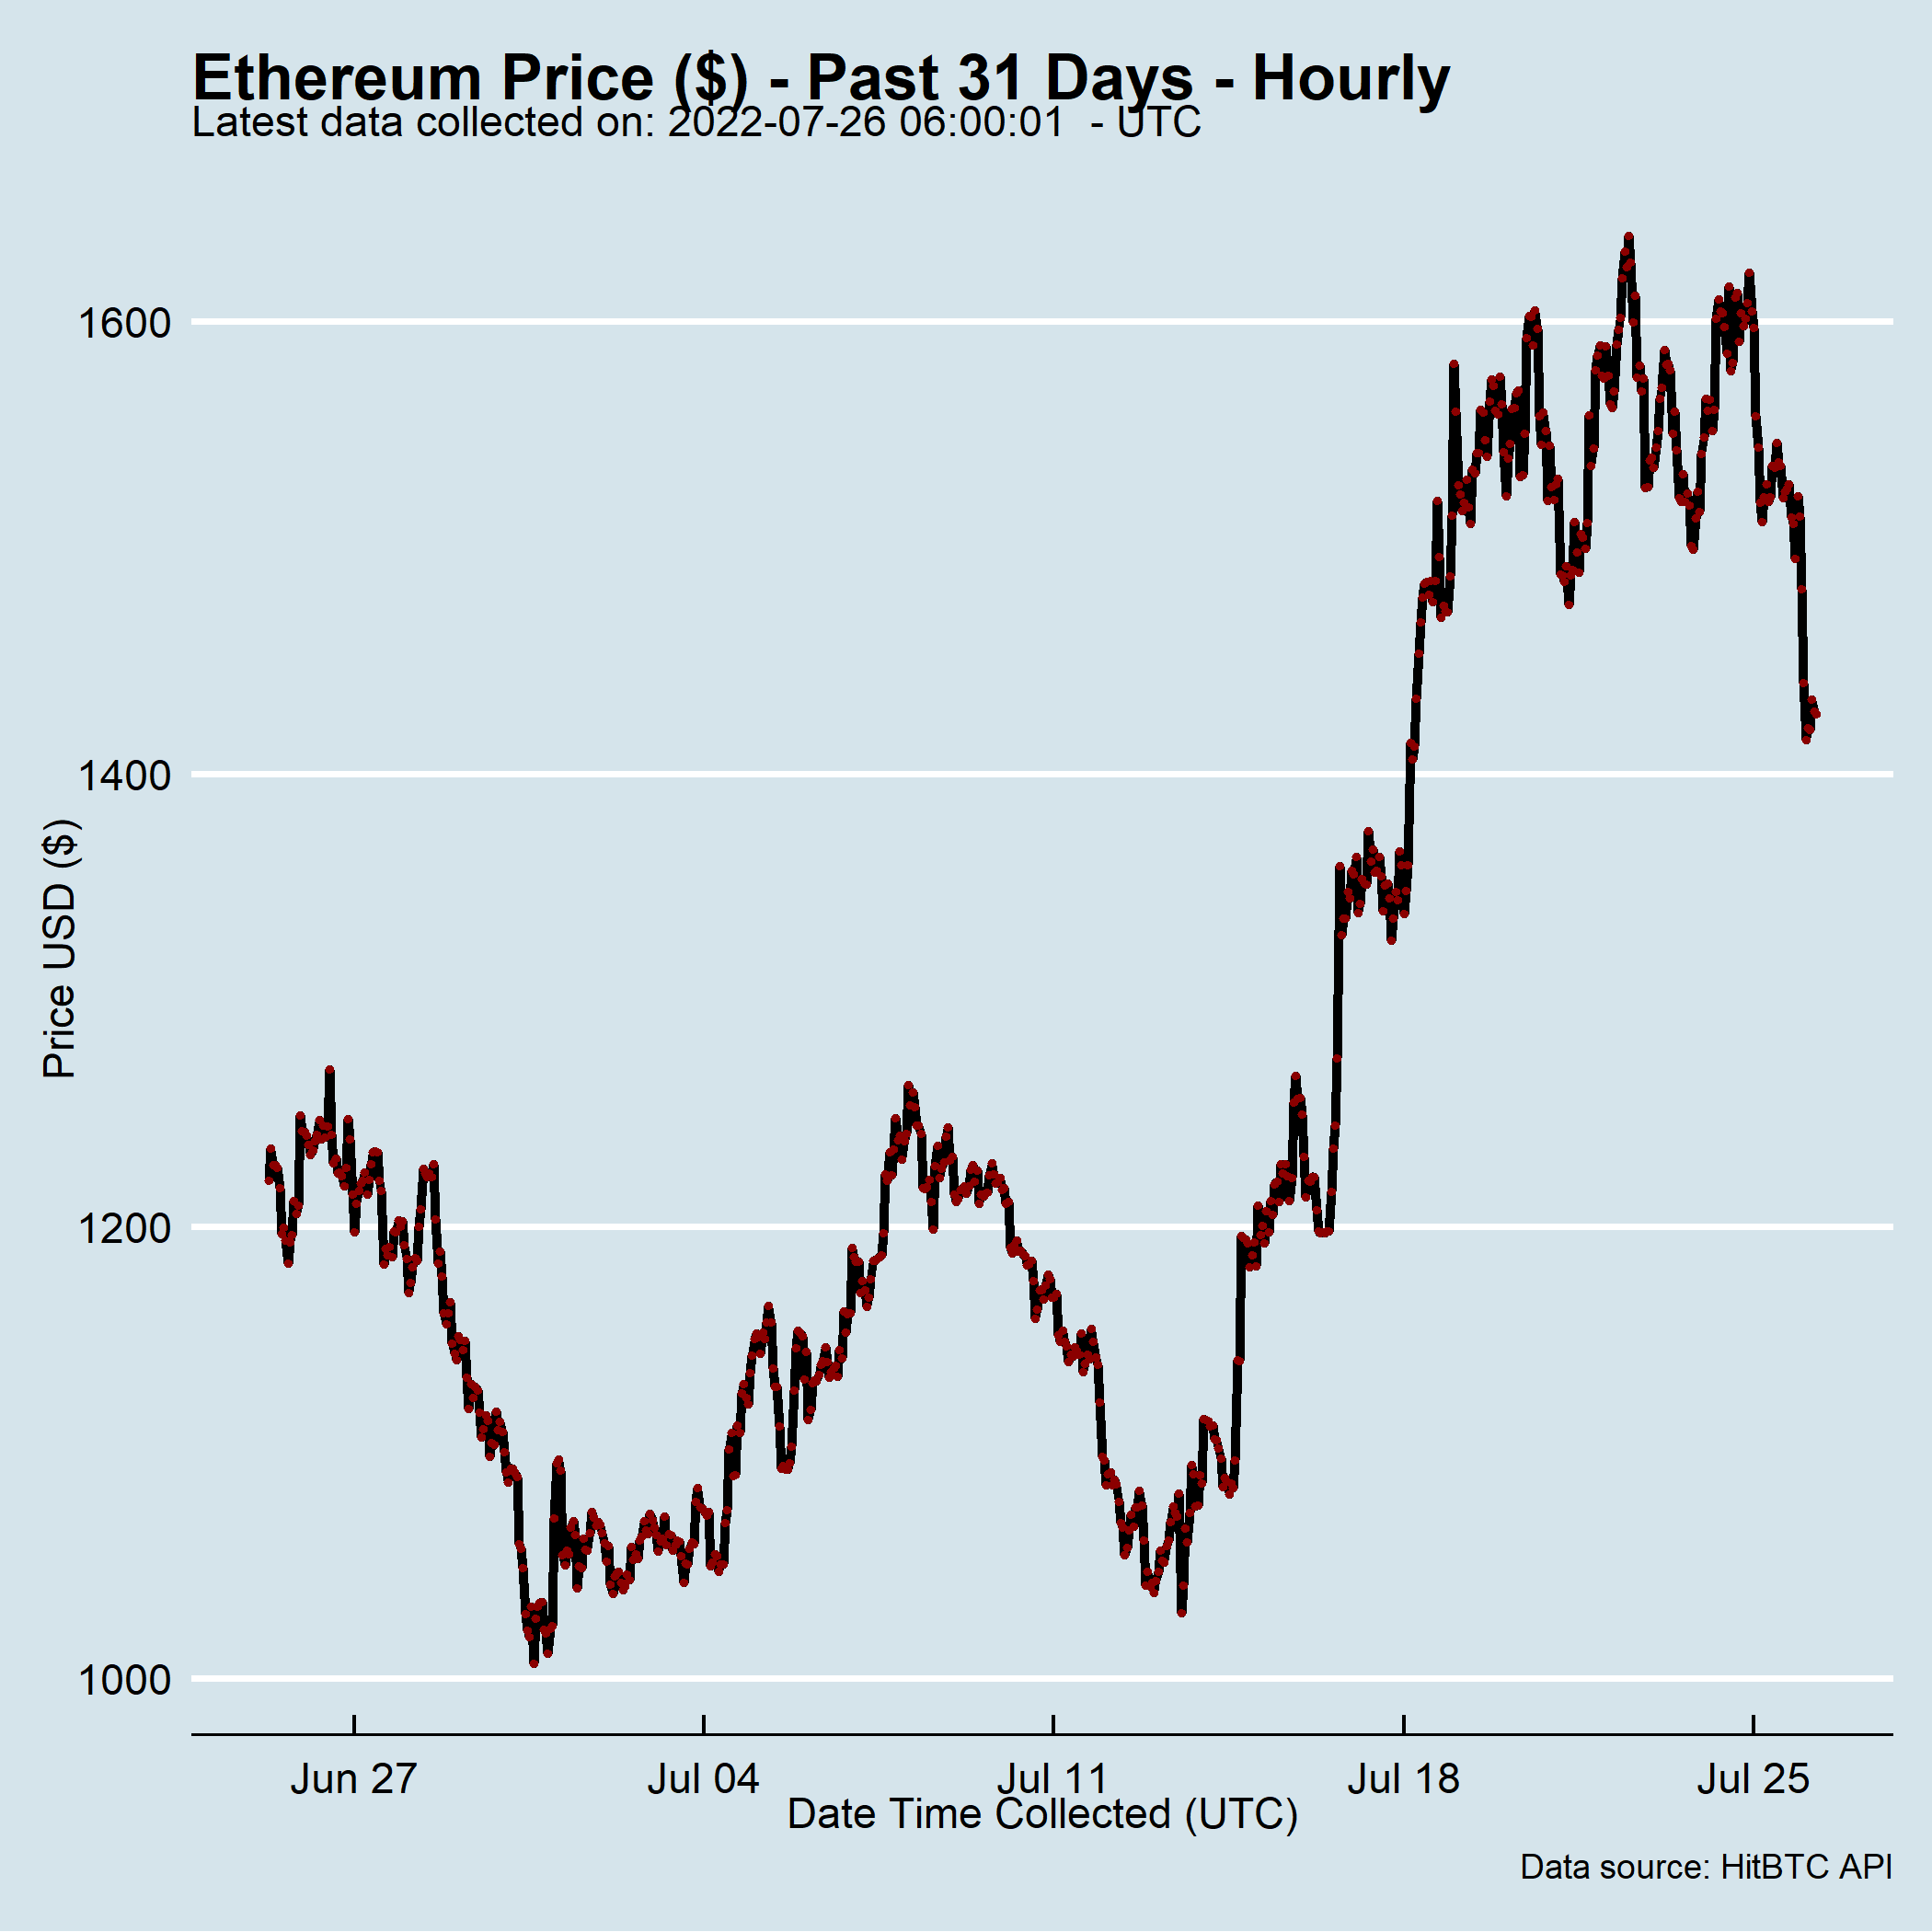 Ethereum Price ($) - Past 31 Days - Hourly
Latest data collected on: 2022-07-26 06:00:01  - UTC
1600
1400
1200
1000
Price USD ($)
Jun 27
Jul 04
Jul 11
Jul 18
Jul 25
Date Time Collected (UTC)
Data source: HitBTC API